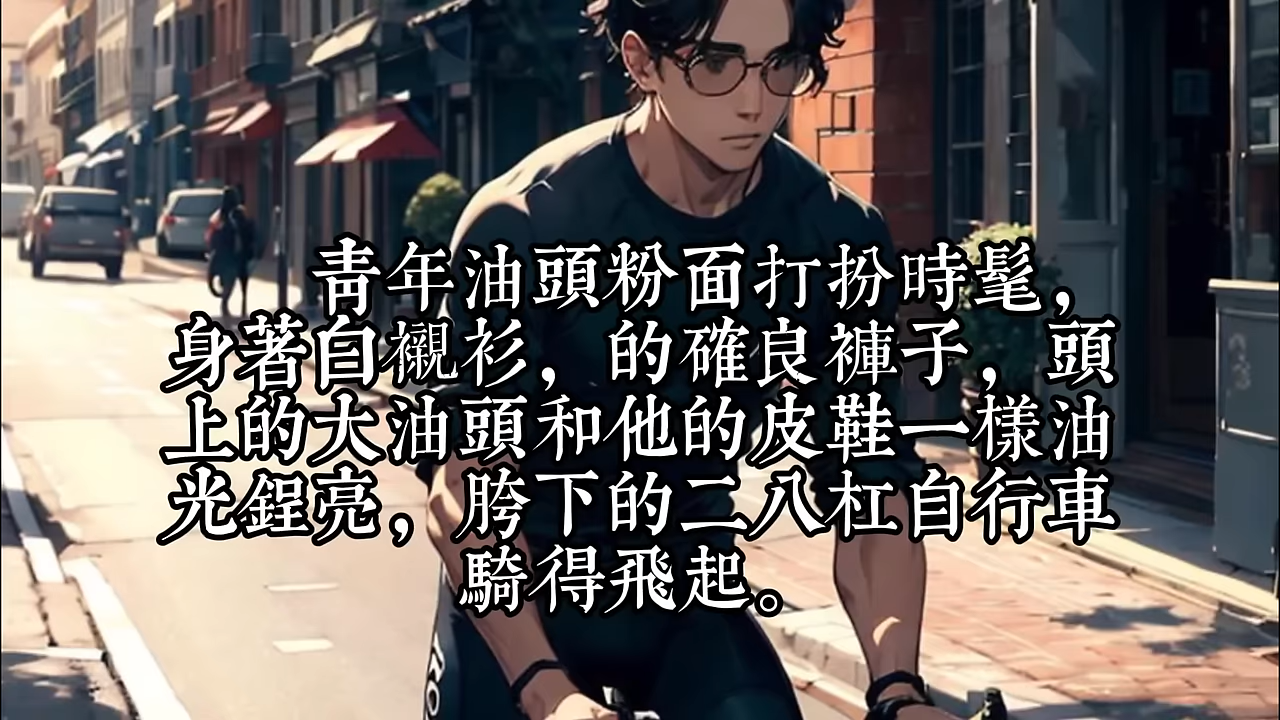 青年油頭粉面打扮時髦，
身著白襯衫，的確良褲子，頭
上的大油頭和他的皮鞋一樣油
光鋥亮，胯下的二八杠自行車
騎得飛起。